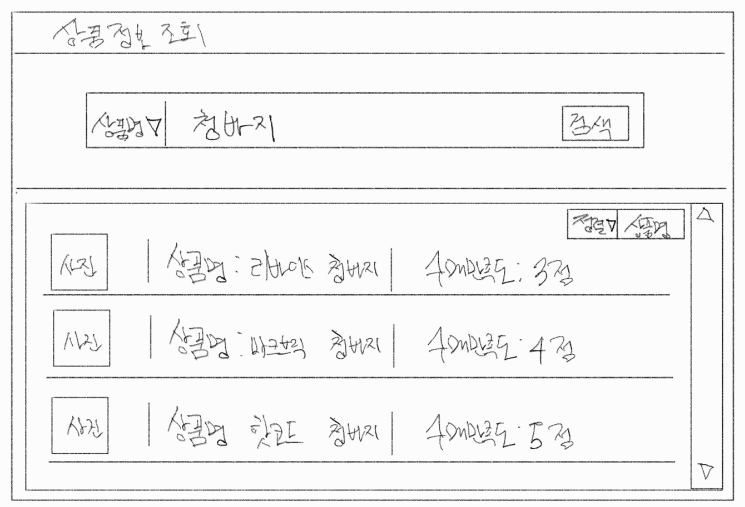 상품정보 조회
상품명▽ 청바지 검색
정렬▽ 상품명
사진 상품명: 리바이스 청바지 구매만족도: 3점
사진 상품명: 마크브릭 청바지 구매만족도: 4점
사진 상품명 핫코드 청바지 구매만족도: 5점